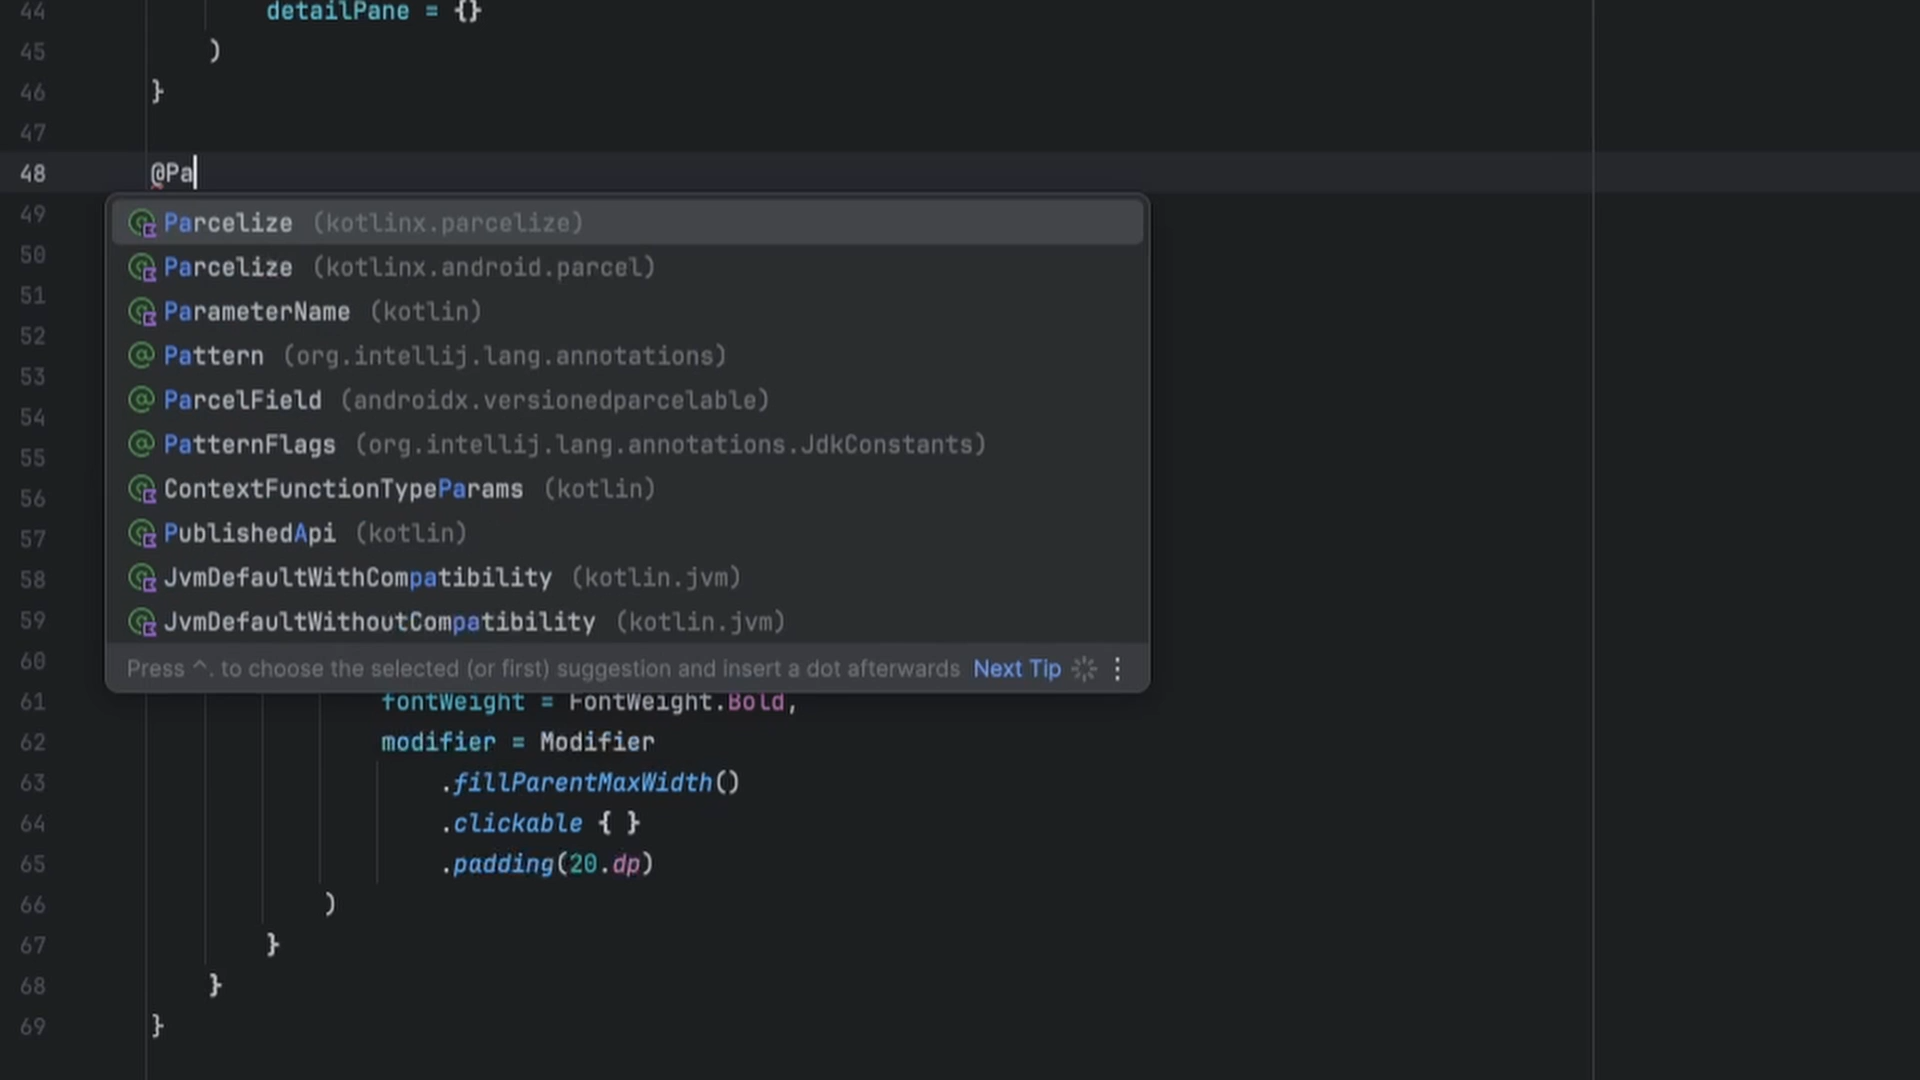 44 detailPane = {}
45 )
46 }
47
48 @Pa
49 Parcelize (kotlinx.parcelize)
50 Parcelize (kotlinx.android.parcel)
51 ParameterName (kotlin)
52 Pattern (org.intellij.lang.annotations)
53 ParcelField (androidx.versionedparcelable)
54
55 PatternFlags (org.intellij.lang.annotations.JdkConstants)
56 ContextFunctionTypeParams (kotlin)
57 PublishedApi (kotlin)
58 JvmDefaultWithCompatibility (kotlin.jvm)
59 JvmDefaultWithoutCompatibility (kotlin.jvm)
60 Press ^. to choose the selected (or first) suggestion and insert a dot afterwards Next Tip
61 fontWeight = FontWeight.Bold,
62 modifier = Modifier
63 .fillParentMaxWidth()
64 .clickable { }
65 .padding(20.dp)
66 )
67 }
68 }
69 }